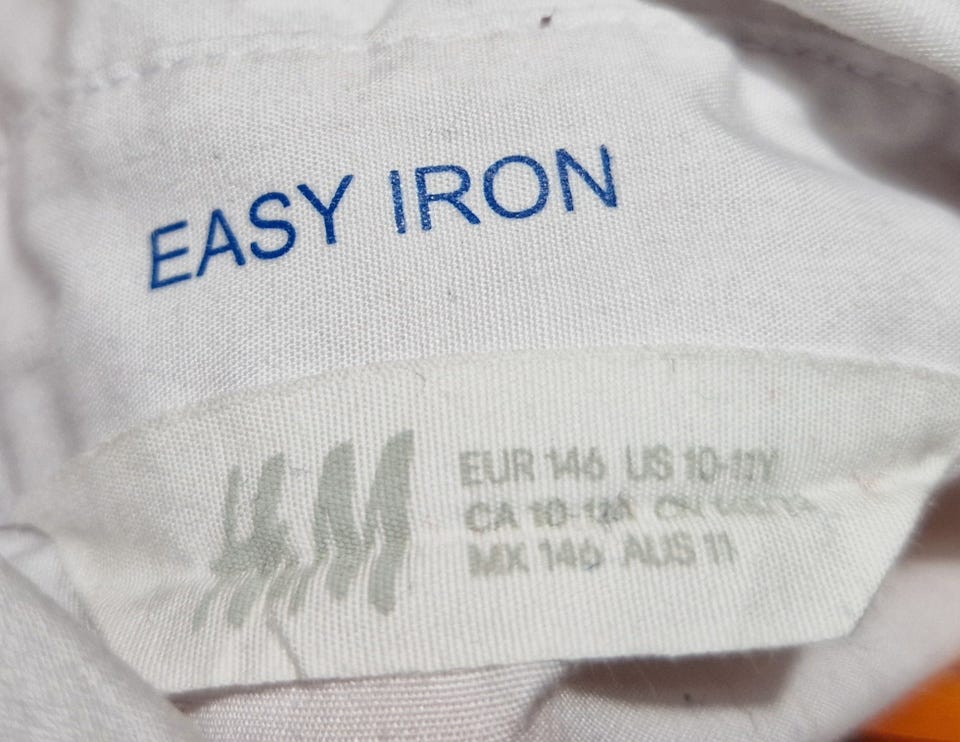 EASY IRON
H&M
EUR 146 US 10-11Y
CA 10-12A CN
MX 146 AUS 11